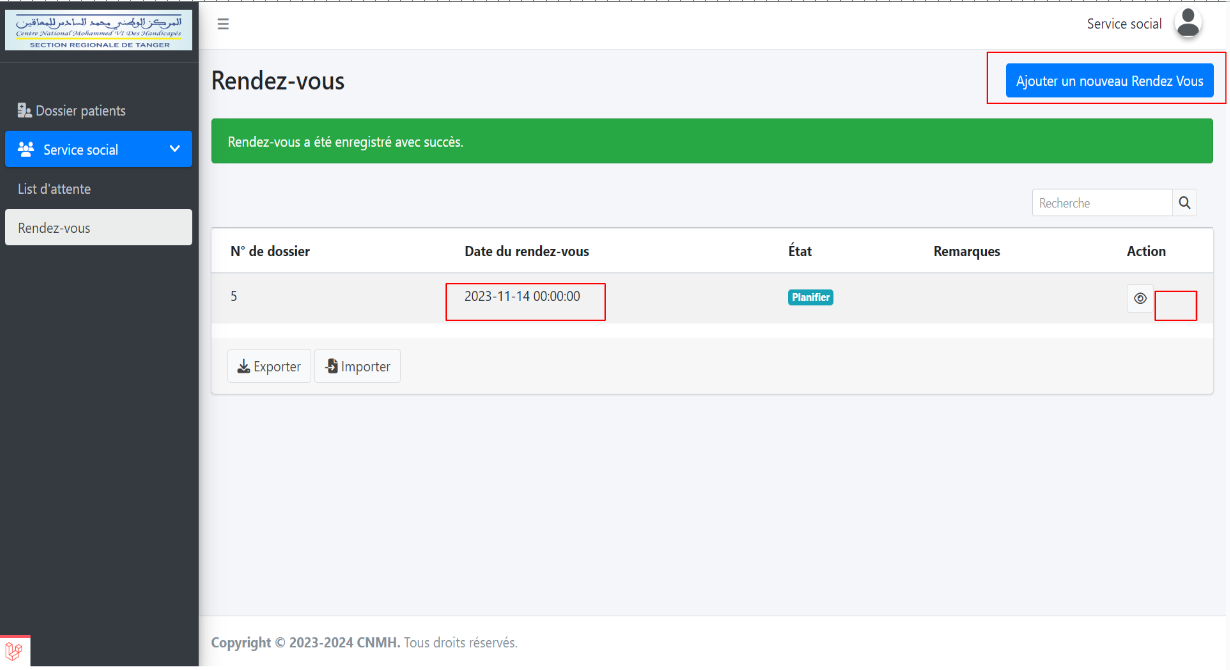 المركز الوطني محمد السادس للمعاقين
Centre National Mohammed VI Des Handicapés
SECTION REGIONALE DE TANGER
Service social
Dossier patients
Service social
List d'attente
Rendez-vous
Rendez-vous
Ajouter un nouveau Rendez Vous
Rendez-vous a été enregistré avec succès.
Recherche
N° de dossier Date du rendez-vous État Remarques Action
5 2023-11-14 00:00:00 Planifier
Exporter Importer
Copyright © 2023-2024 CNMH. Tous droits réservés.